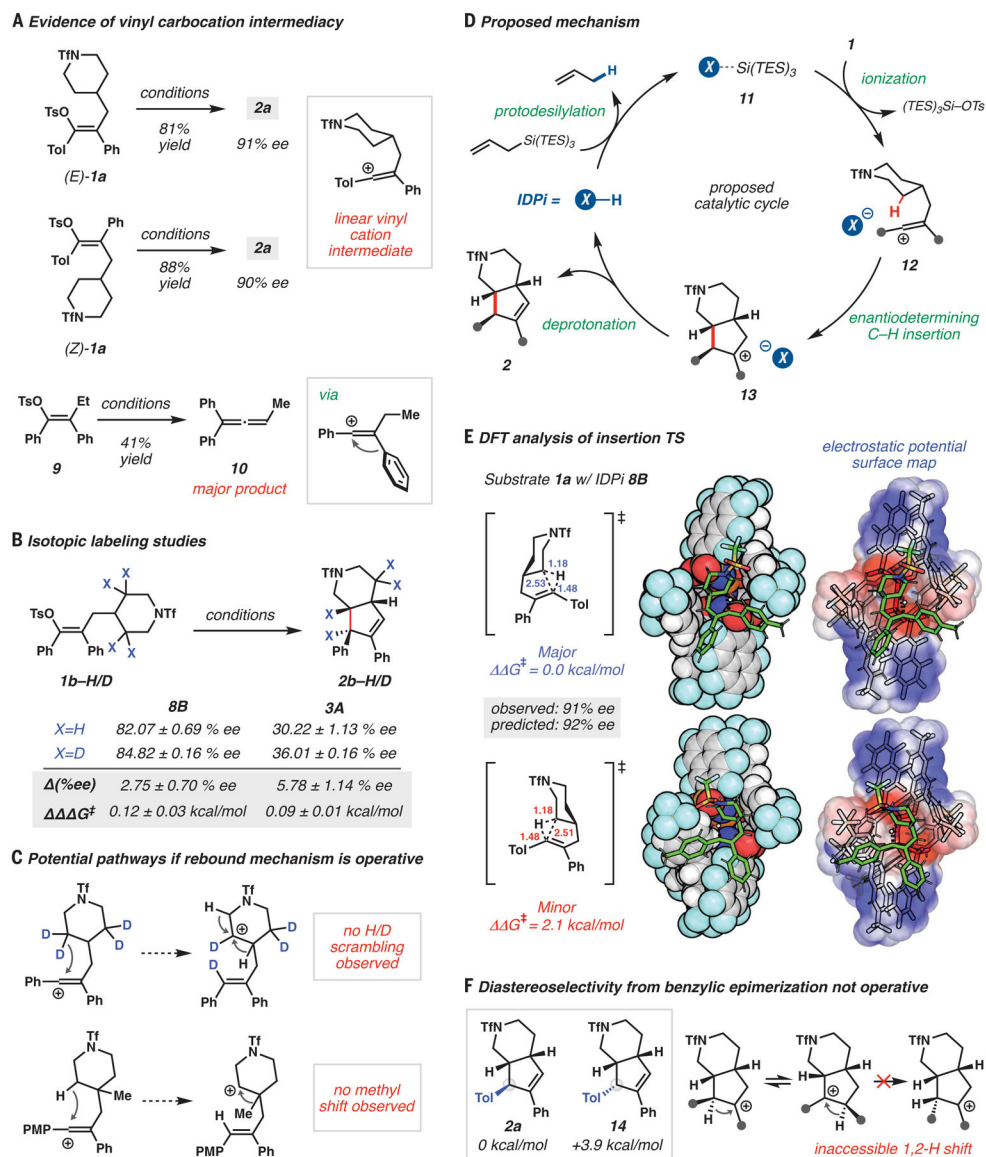 A Evidence of vinyl carbocation intermediacy
TfN
TsO
Tol
Ph
(E)-1a
conditions
81%
yield
2a
91% ee
TsO
Ph
Tol
TfN
(Z)-1a
conditions
88%
yield
2a
90% ee
TfN
⊕
Tol
Ph
linear vinyl
cation
intermediate
TsO
Et
Ph
Ph
9
conditions
41%
yield
Ph
Me
Ph
10
major product
via
⊕
Me
Ph
B Isotopic labeling studies
X
X
TsO
NTf
Ph
Ph
X
X
1b–H/D
conditions
NTf
X
X
X
H
X
Ph
Ph
2b–H/D
8B
3A
X=H
82.07 ± 0.69 % ee
30.22 ± 1.13 % ee
X=D
84.82 ± 0.16 % ee
36.01 ± 0.16 % ee
Δ(%ee)
2.75 ± 0.70 % ee
5.78 ± 1.14 % ee
ΔΔΔG‡
0.12 ± 0.03 kcal/mol
0.09 ± 0.01 kcal/mol
C Potential pathways if rebound mechanism is operative
Tf
N
D
D
D
D
Ph
⊕
Ph
Tf
N
H
⊕
D
D
D
H
D
Ph
Ph
no H/D
scrambling
observed
Tf
N
H
Me
PMP
⊕
Ph
Tf
N
⊕
H
Me
PMP
Ph
no methyl
shift observed
D Proposed mechanism
H
protodesilylation
Si(TES)3
IDPi =
X
H
X
Si(TES)3
11
1
ionization
(TES)3Si–OTs
proposed
catalytic cycle
TfN
H
X
⊖
⊕
12
enantiodetermining
C–H insertion
TfN
H
H
⊕
⊖
X
13
deprotonation
TfN
H
H
2
E DFT analysis of insertion TS
electrostatic potential
surface map
Substrate 1a w/ IDPi 8B
‡
NTf
1.18
H
2.53
1.48
Tol
Ph
Major
ΔΔG‡ = 0.0 kcal/mol
observed: 91% ee
predicted: 92% ee
‡
TfN
1.18
H
1.48
2.51
Tol
Ph
Minor
ΔΔG‡ = 2.1 kcal/mol
F Diastereoselectivity from benzylic epimerization not operative
TfN
H
H
Tol
Ph
2a
0 kcal/mol
TfN
H
H
Tol
Ph
14
+3.9 kcal/mol
TfN
H
H
H
⊕
TfN
H
H
⊕
H
TfN
H
H
⊕
inaccessible 1,2-H shift